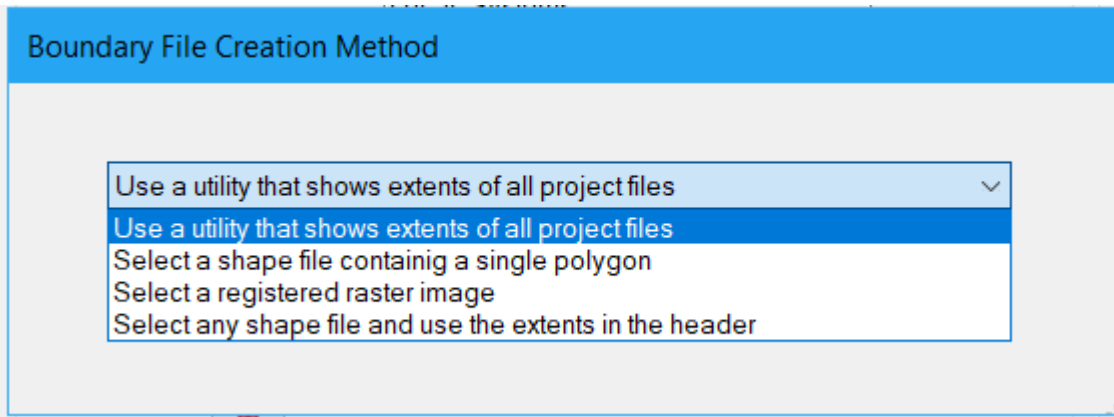 Boundary File Creation Method
Use a utility that shows extents of all project files
Use a utility that shows extents of all project files
Select a shape file containig a single polygon
Select a registered raster image
Select any shape file and use the extents in the header